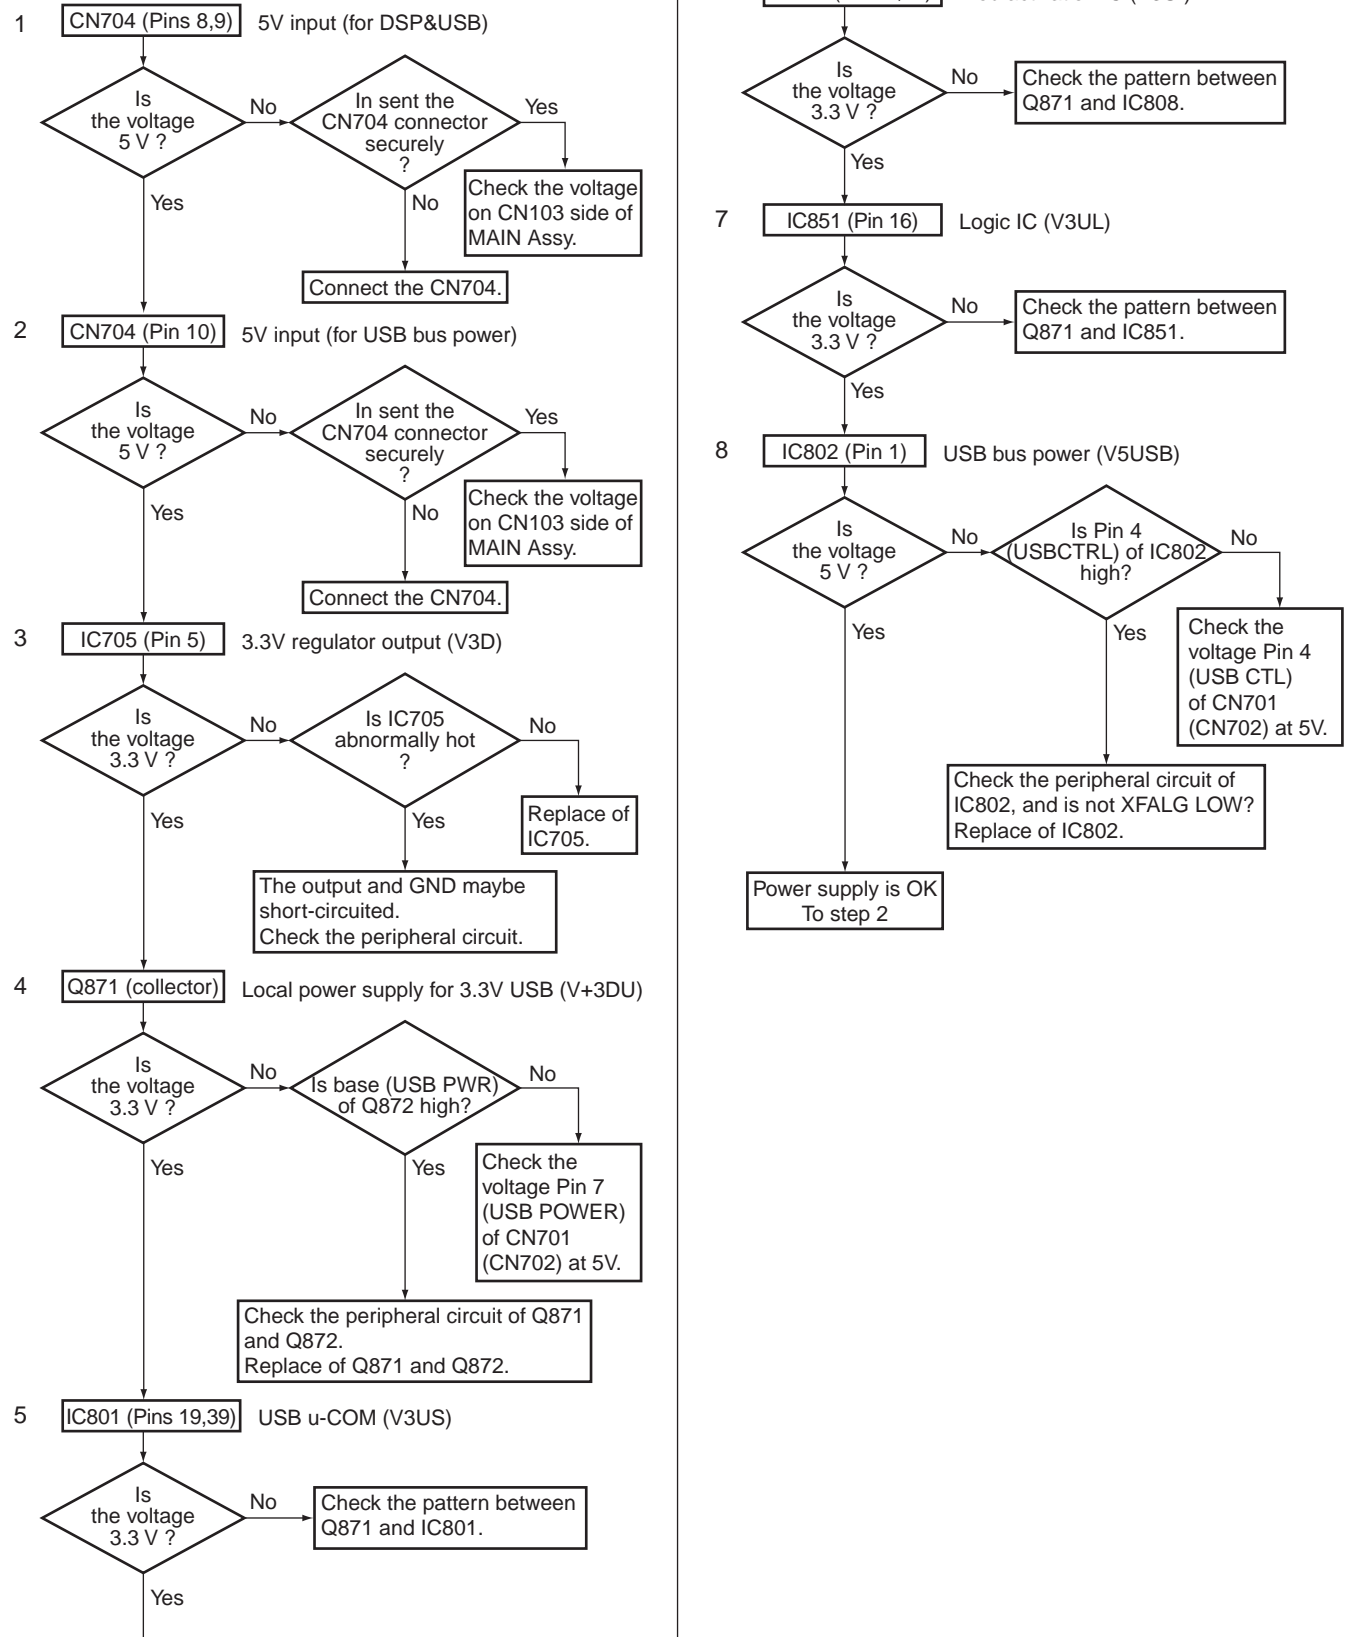 1
CN704 (Pins 8,9)
5V input (for DSP&USB)
Is
the voltage
5 V ?
No
In sent the
CN704 connector
securely
?
Yes
Check the voltage
on CN103 side of
MAIN Assy.
No
Connect the CN704.
Yes
2
CN704 (Pin 10)
5V input (for USB bus power)
Is
the voltage
5 V ?
No
In sent the
CN704 connector
securely
?
Yes
Check the voltage
on CN103 side of
MAIN Assy.
No
Connect the CN704.
Yes
3
IC705 (Pin 5)
3.3V regulator output (V3D)
Is
the voltage
3.3 V ?
No
Is IC705
abnormally hot
?
No
Replace of
IC705.
Yes
The output and GND maybe
short-circuited.
Check the peripheral circuit.
Yes
4
Q871 (collector)
Local power supply for 3.3V USB (V+3DU)
Is
the voltage
3.3 V ?
No
Is base (USB PWR)
of Q872 high?
No
Check the
voltage Pin 7
(USB POWER)
of CN701
(CN702) at 5V.
Yes
Check the peripheral circuit of Q871
and Q872.
Replace of Q871 and Q872.
Yes
5
IC801 (Pins 19,39)
USB u-COM (V3US)
Is
the voltage
3.3 V ?
No
Check the pattern between
Q871 and IC801.
Yes
Is
the voltage
3.3 V ?
No
Check the pattern between
Q871 and IC808.
Yes
7
IC851 (Pin 16)
Logic IC (V3UL)
Is
the voltage
3.3 V ?
No
Check the pattern between
Q871 and IC851.
Yes
8
IC802 (Pin 1)
USB bus power (V5USB)
Is
the voltage
5 V ?
No
Is Pin 4
(USBCTRL) of IC802
high?
No
Check the
voltage Pin 4
(USB CTL)
of CN701
(CN702) at 5V.
Yes
Check the peripheral circuit of
IC802, and is not XFALG LOW?
Replace of IC802.
Yes
Power supply is OK
To step 2